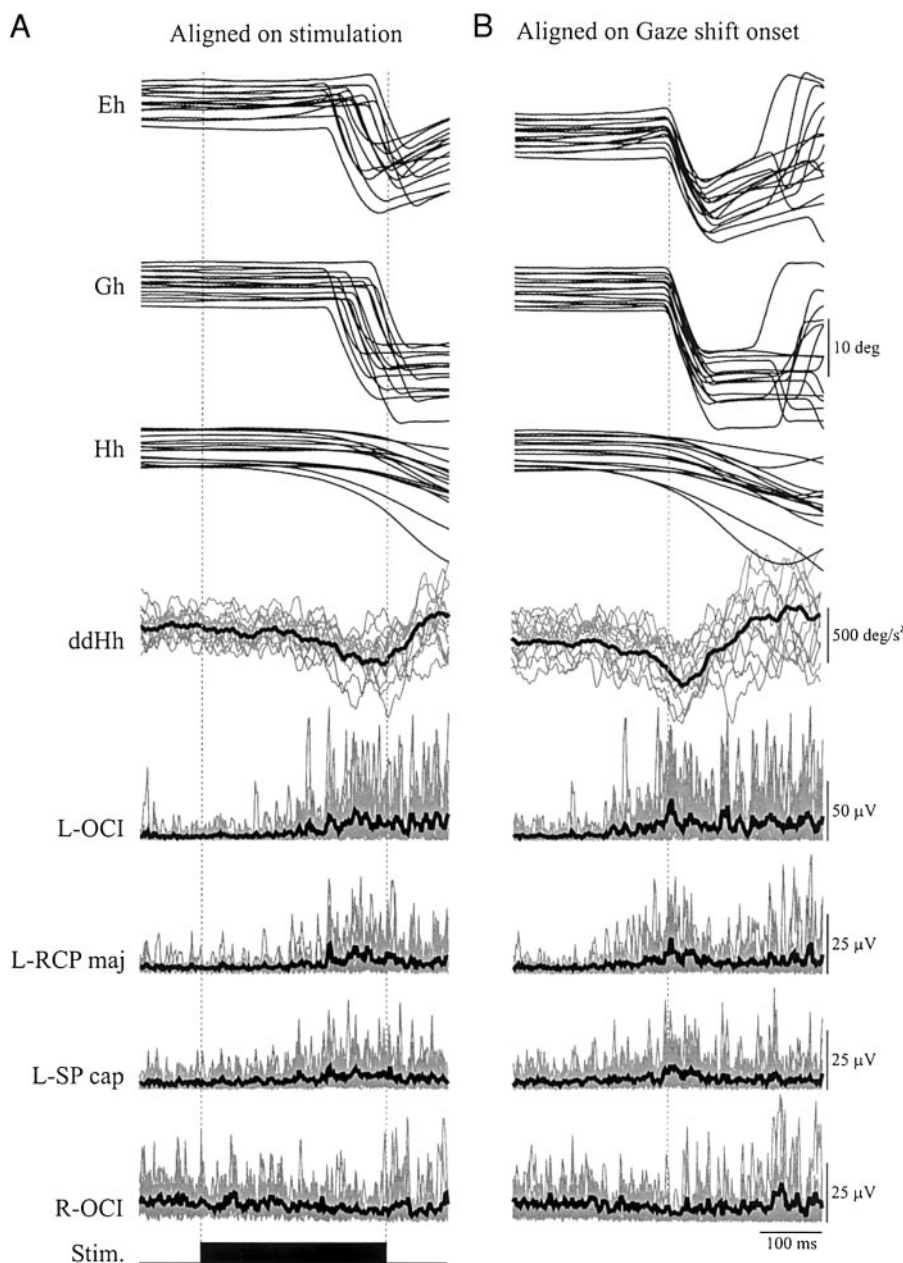 A
Aligned on stimulation
B
Aligned on Gaze shift onset
Eh
Gh
10 deg
Hh
ddHh
500 deg/s²
L-OCI
50 µV
L-RCP maj
25 µV
L-SP cap
25 µV
R-OCI
25 µV
Stim.
100 ms